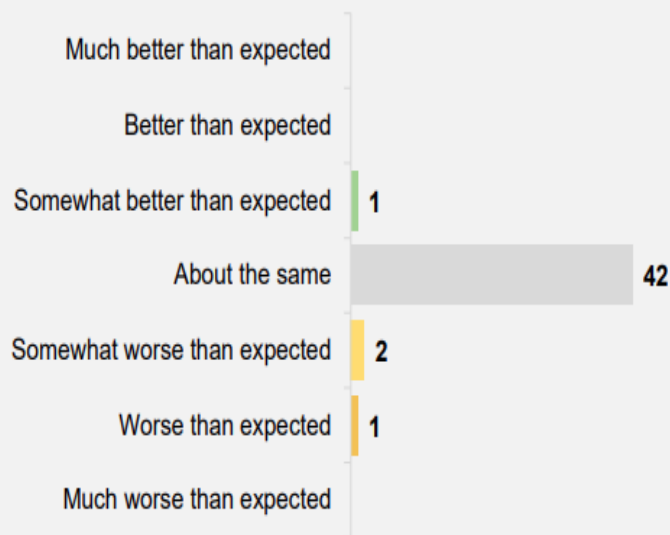 Much better than expected
Better than expected
Somewhat better than expected 1
About the same 42
Somewhat worse than expected 2
Worse than expected 1
Much worse than expected